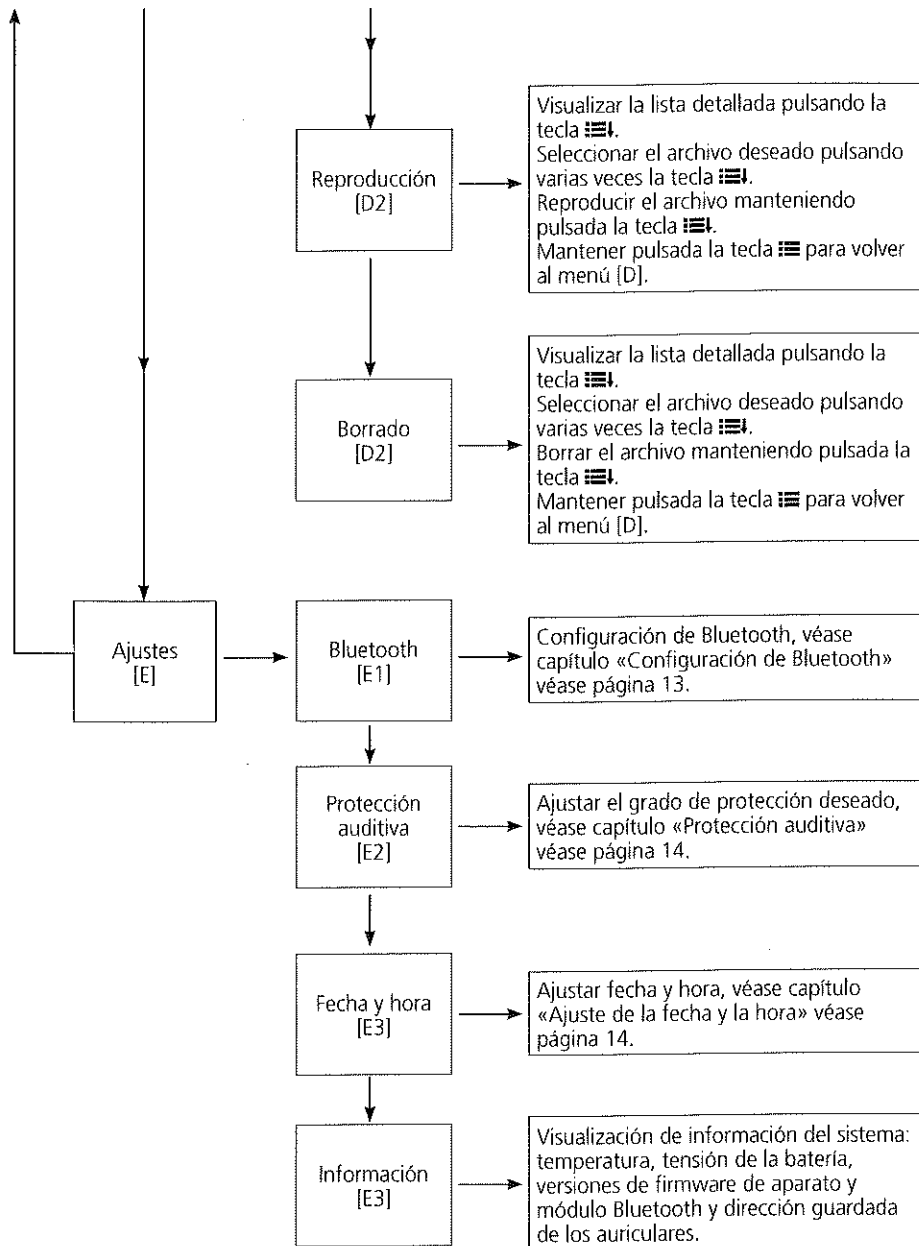 Reproducción
[D2]
Visualizar la lista detallada pulsando la
tecla .
Seleccionar el archivo deseado pulsando
varias veces la tecla .
Reproducir el archivo manteniendo
pulsada la tecla .
Mantener pulsada la tecla para volver
al menú [D].
Borrado
[D2]
Visualizar la lista detallada pulsando la
tecla .
Seleccionar el archivo deseado pulsando
varias veces la tecla .
Borrar el archivo manteniendo pulsada la
tecla .
Mantener pulsada la tecla para volver
al menú [D].
Ajustes
[E]
Bluetooth
[E1]
Configuración de Bluetooth, véase
capítulo «Configuración de Bluetooth»
véase página 13.
Protección
auditiva
[E2]
Ajustar el grado de protección deseado,
véase capítulo «Protección auditiva»
véase página 14.
Fecha y hora
[E3]
Ajustar fecha y hora, véase capítulo
«Ajuste de la fecha y la hora» véase
página 14.
Información
[E3]
Visualización de información del sistema:
temperatura, tensión de la batería,
versiones de firmware de aparato y
módulo Bluetooth y dirección guardada
de los auriculares.